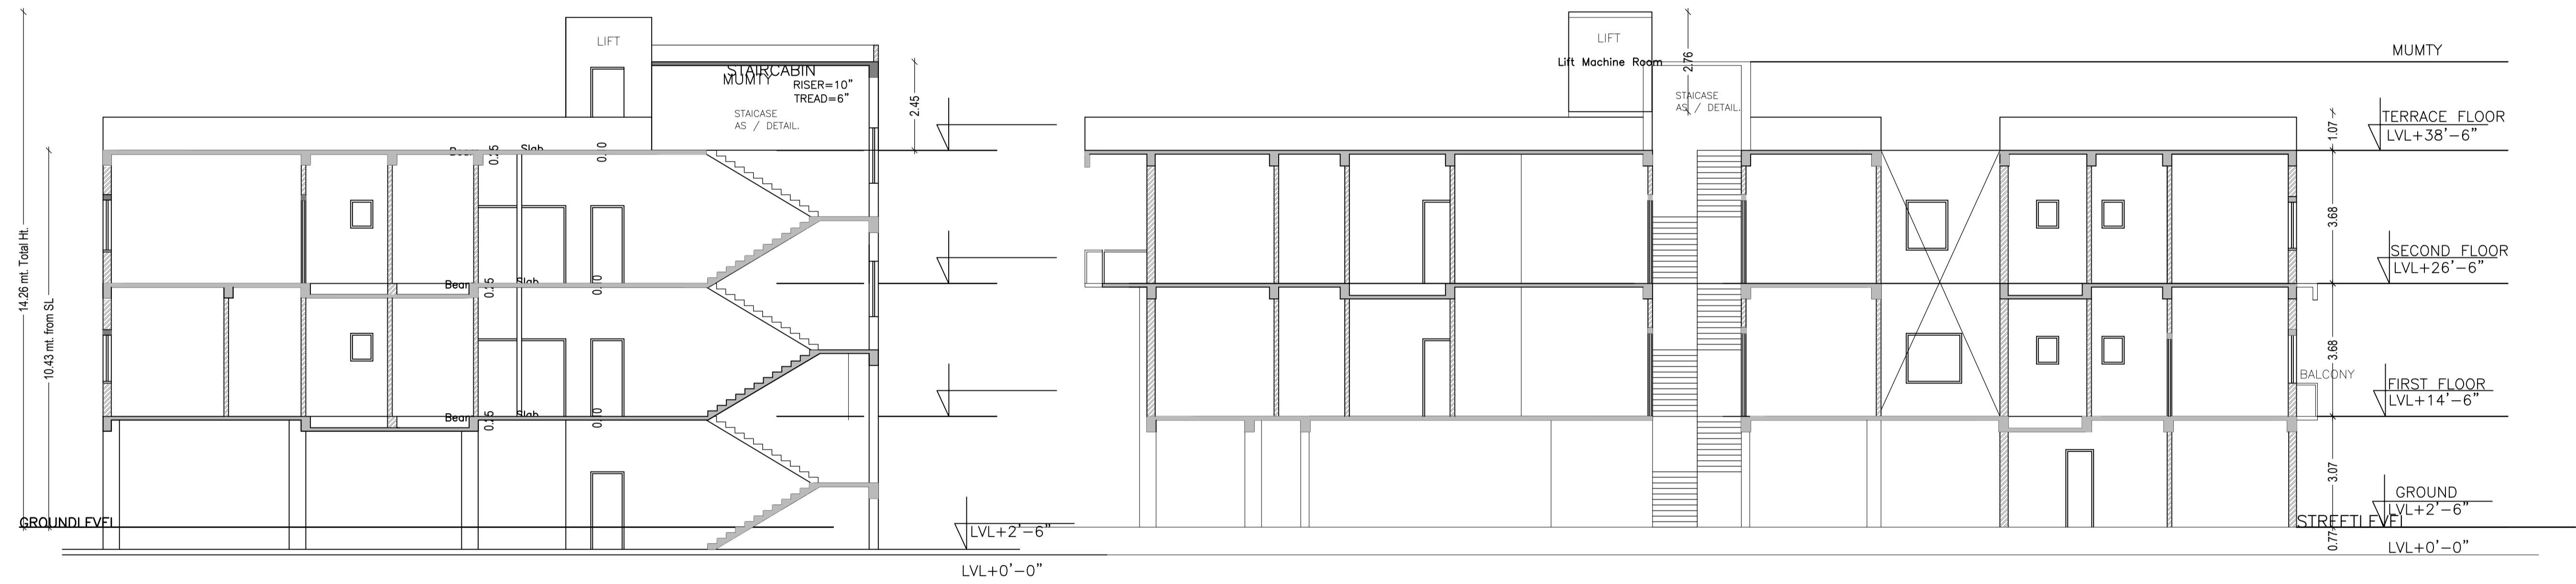 LIFT
STAIRCABIN
MUMTY
RISER=10"
TREAD=6"
STAICASE
AS / DETAIL.
2.45
14.26 mt. Total Ht.
10.43 mt. from SL
Slab
0.25
Slab
Slab
GROUNDLEVEL
LVL+2'-6"
LVL+0'-0"
LIFT
Lift Machine Room
2.76
STAICASE
AS / DETAIL.
MUMTY
1.07
TERRACE FLOOR
LVL+38'-6"
3.68
SECOND FLOOR
LVL+26'-6"
3.68
BALCONY
FIRST FLOOR
LVL+14'-6"
3.07
GROUND
LVL+2'-6"
STREETLEVEL
0.77
LVL+0'-0"